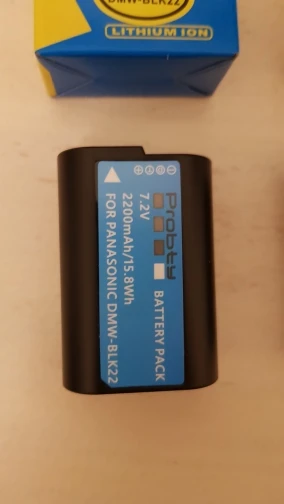 DMW-BLK22
LITHIUM ION
Probty
BATTERY PACK
7.2V
2200mAh/15.8Wh
FOR PANASONIC DMW-BLK22